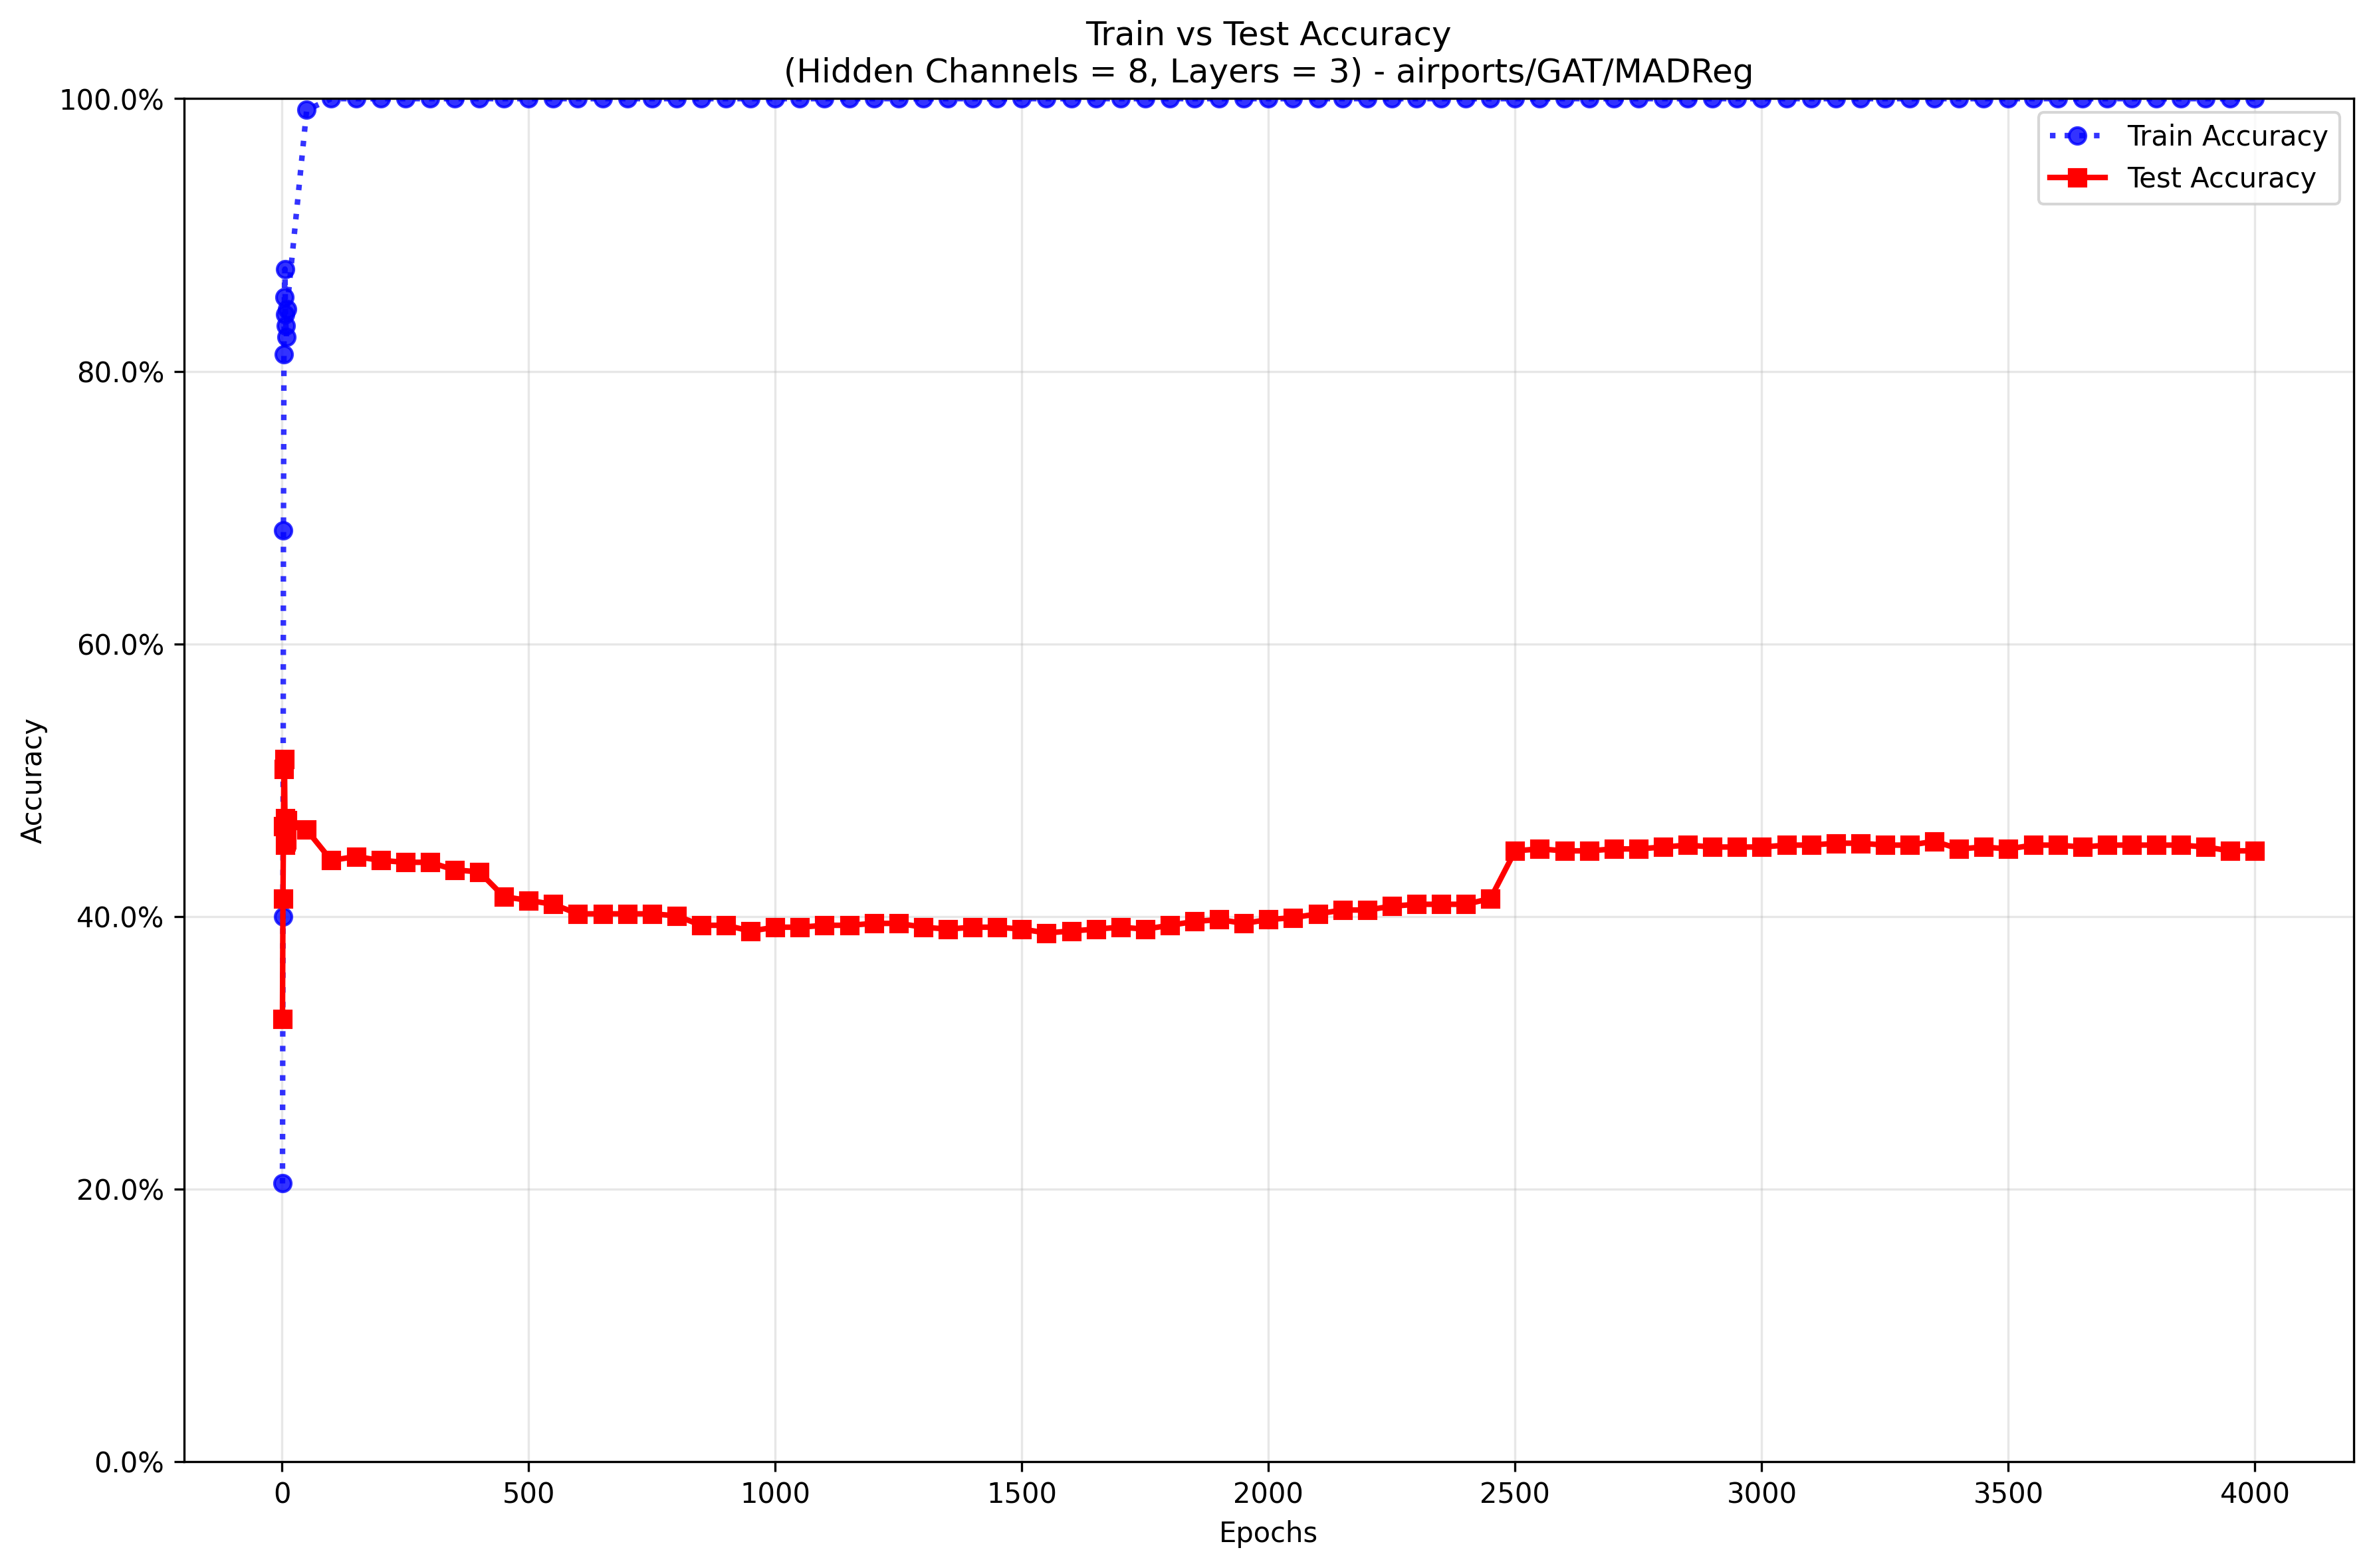 Train vs Test Accuracy
(Hidden Channels = 8, Layers = 3) - airports/GAT/MADReg
100.0%
80.0%
60.0%
40.0%
20.0%
0.0%
Accuracy
Train Accuracy
Test Accuracy
0
500
1000
1500
2000
2500
3000
3500
4000
Epochs